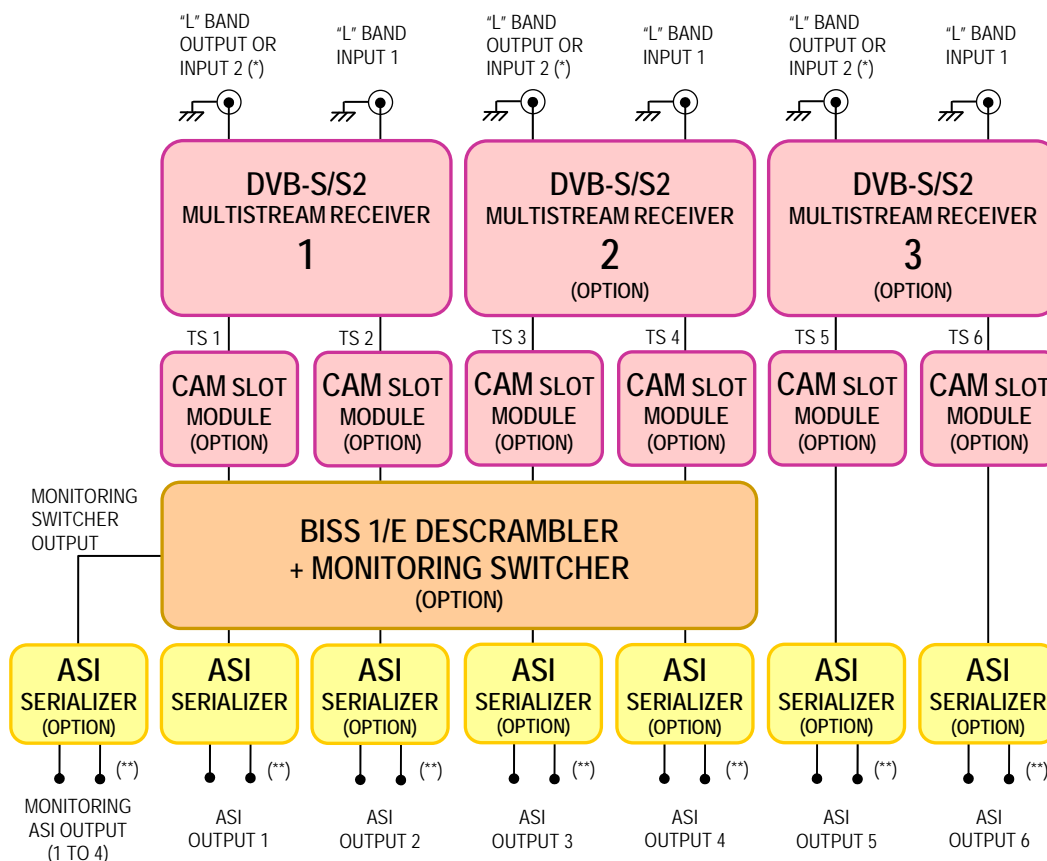 “L” BAND
OUTPUT OR
INPUT 2 (*)
“L” BAND
INPUT 1
“L” BAND
OUTPUT OR
INPUT 2 (*)
“L” BAND
INPUT 1
“L” BAND
OUTPUT OR
INPUT 2 (*)
“L” BAND
INPUT 1
DVB-S/S2
MULTISTREAM RECEIVER
1
DVB-S/S2
MULTISTREAM RECEIVER
2
(OPTION)
DVB-S/S2
MULTISTREAM RECEIVER
3
(OPTION)
TS 1
TS 2
TS 3
TS 4
TS 5
TS 6
CAM SLOT
MODULE
(OPTION)
CAM SLOT
MODULE
(OPTION)
CAM SLOT
MODULE
(OPTION)
CAM SLOT
MODULE
(OPTION)
CAM SLOT
MODULE
(OPTION)
CAM SLOT
MODULE
(OPTION)
MONITORING
SWITCHER
OUTPUT
BISS 1/E DESCRAMBLER
+ MONITORING SWITCHER
(OPTION)
ASI
SERIALIZER
(OPTION)
ASI
SERIALIZER
ASI
SERIALIZER
(OPTION)
ASI
SERIALIZER
(OPTION)
ASI
SERIALIZER
(OPTION)
ASI
SERIALIZER
(OPTION)
ASI
SERIALIZER
(OPTION)
(**)
(**)
(**)
(**)
(**)
(**)
(**)
MONITORING
ASI OUTPUT
(1 TO 4)
ASI
OUTPUT 1
ASI
OUTPUT 2
ASI
OUTPUT 3
ASI
OUTPUT 4
ASI
OUTPUT 5
ASI
OUTPUT 6